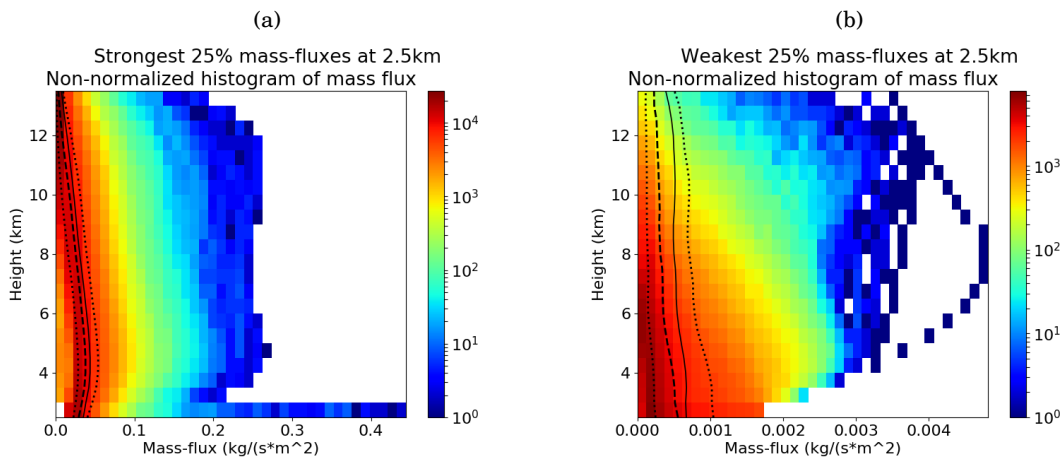 (a)
Strongest 25% mass-fluxes at 2.5km
Non-normalized histogram of mass flux
Height (km)
12
10
8
6
4
0.0 0.1 0.2 0.3 0.4
Mass-flux (kg/(s*m^2)
10^4
10^3
10^2
10^1
10^0
(b)
Weakest 25% mass-fluxes at 2.5km
Non-normalized histogram of mass flux
Height (km)
12
10
8
6
4
0.000 0.001 0.002 0.003 0.004
Mass-flux (kg/(s*m^2)
10^3
10^2
10^1
10^0